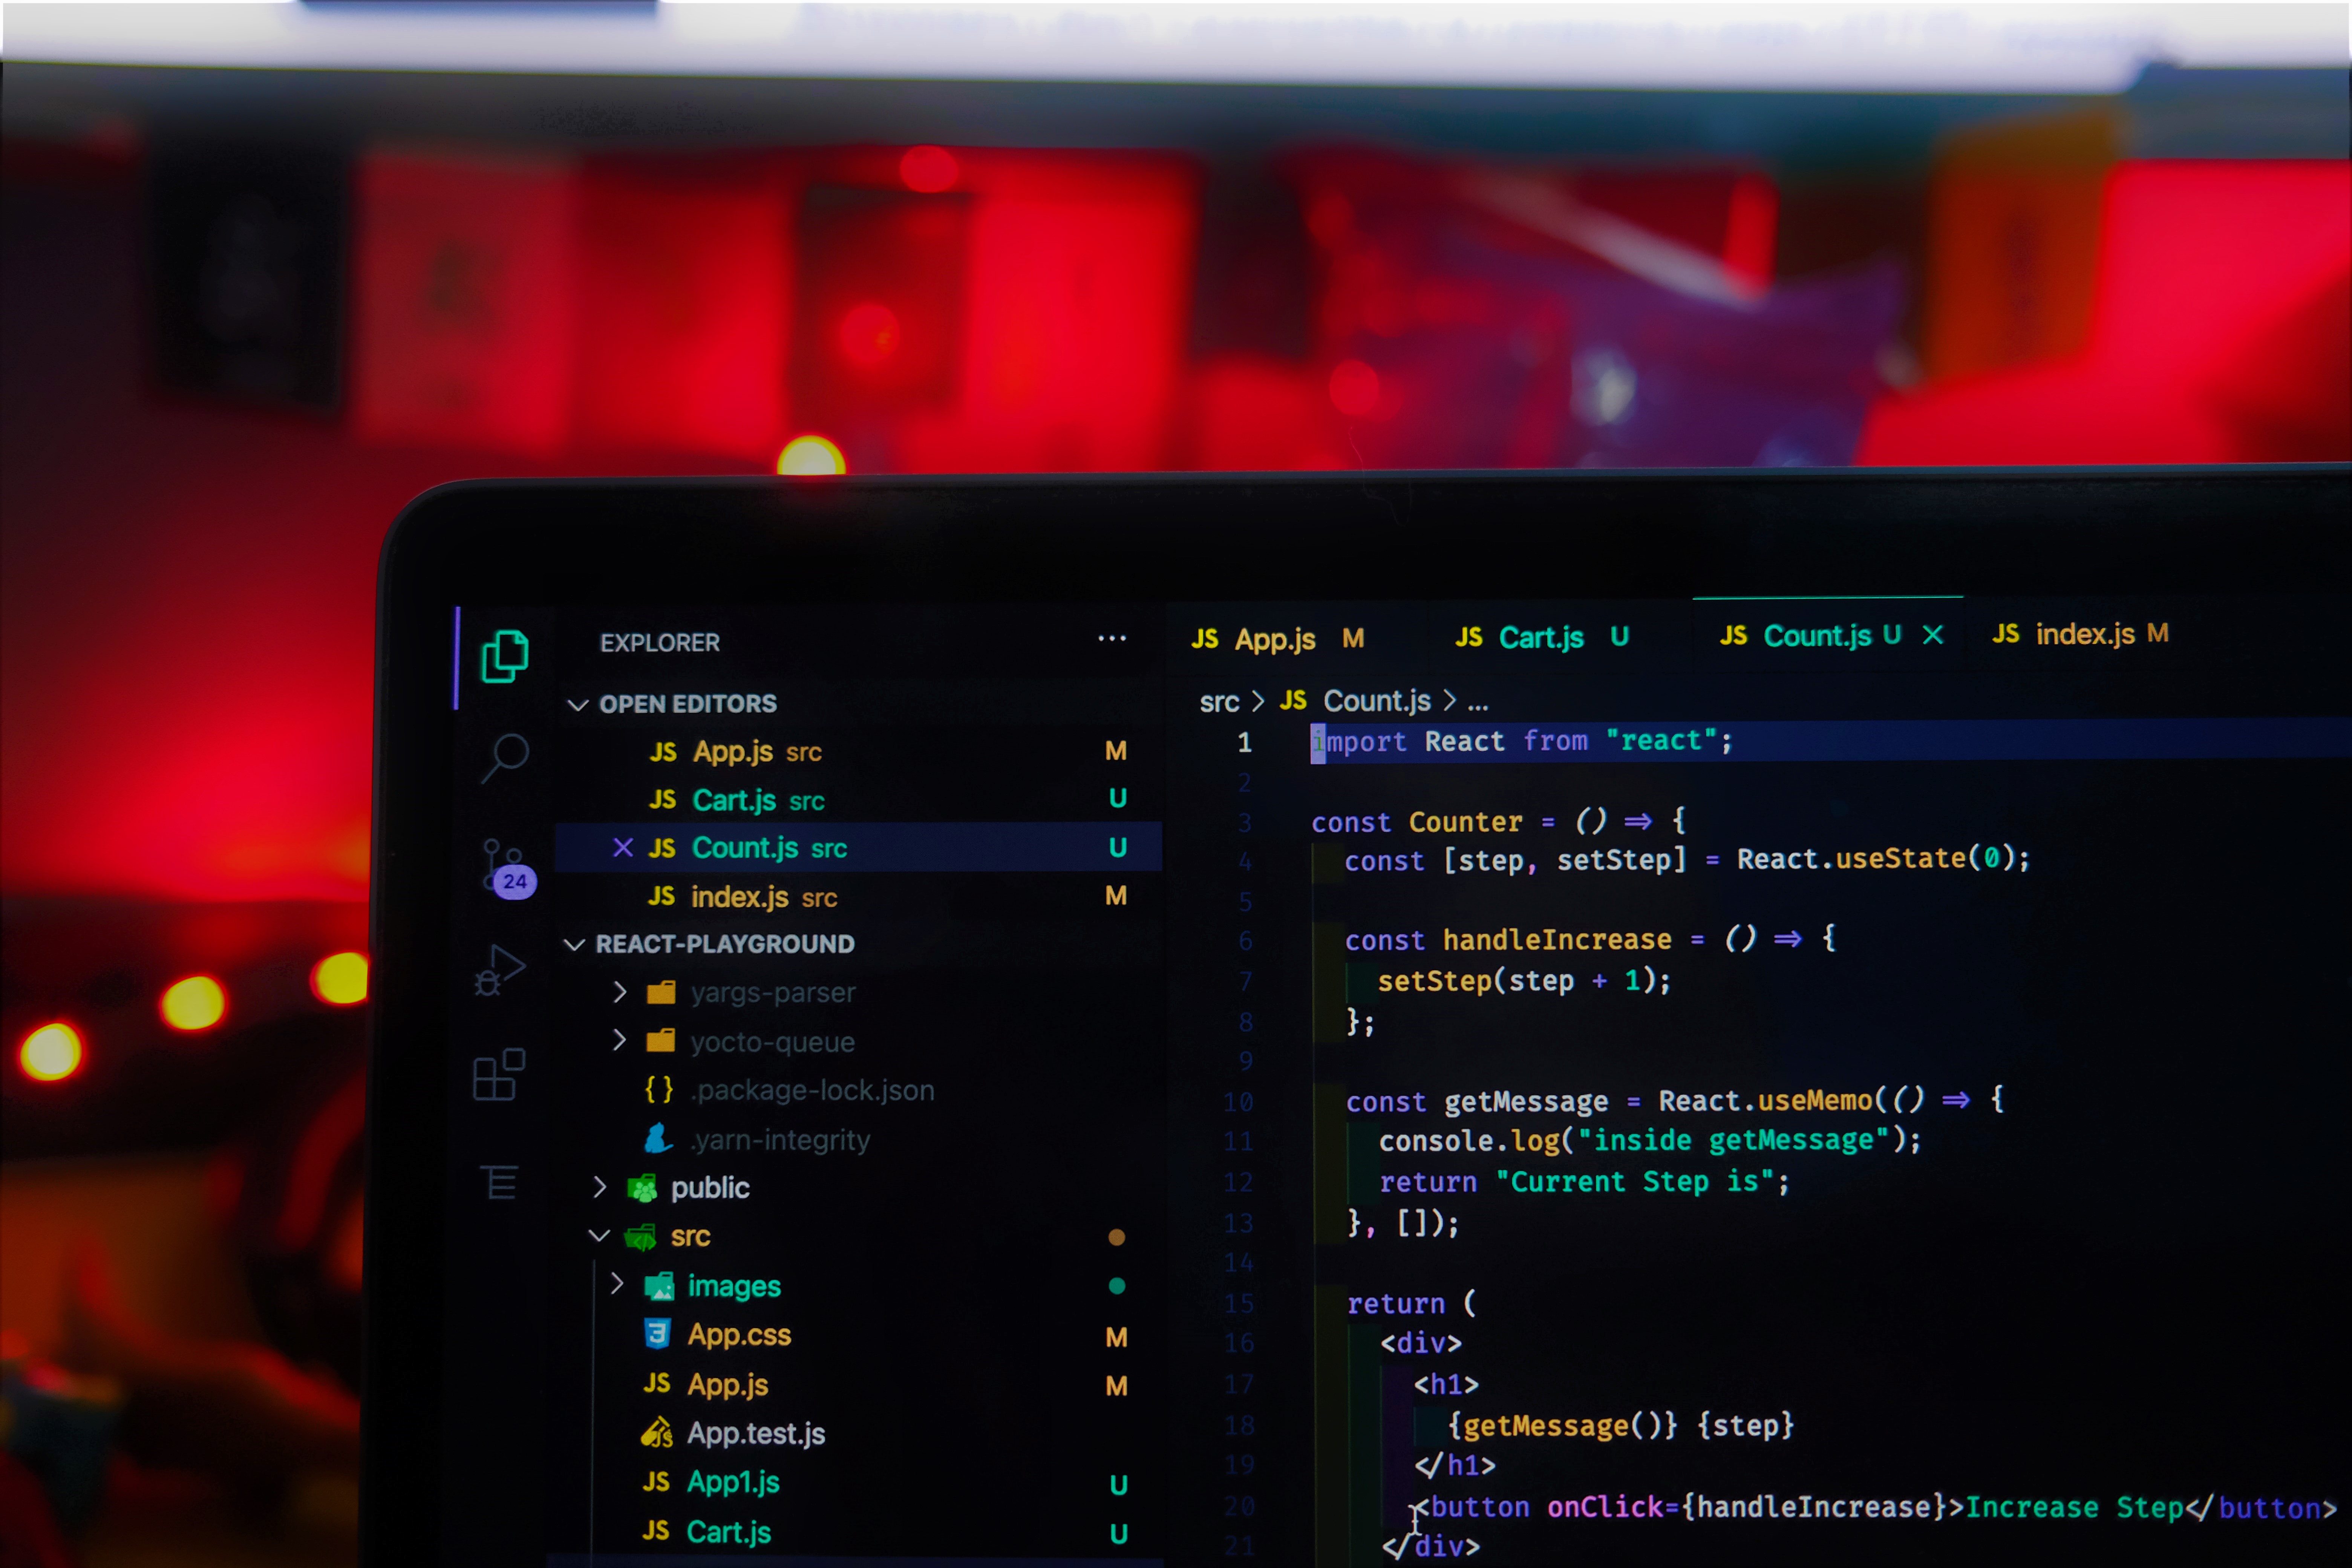 EXPLORER ...
OPEN EDITORS
JS App.js src M
JS Cart.js src U
JS Count.js src U
JS index.js src M
24
REACT-PLAYGROUND
yargs-parser
yocto-queue
{} .package-lock.json
.yarn-integrity
public
src
images
3 App.css M
JS App.js M
JS App.test.js
JS App1.js U
JS Cart.js U
JS App.js M JS Cart.js U JS Count.js U JS index.js M
src > JS Count.js > ...
1 import React from "react";
2
3 const Counter = () => {
4 const [step, setStep] = React.useState(0);
5
6 const handleIncrease = () => {
7 setStep(step + 1);
8 };
9
10 const getMessage = React.useMemo(() => {
11 console.log("inside getMessage");
12 return "Current Step is";
13 }, []);
14
15 return (
16 <div>
17 <h1>
18 {getMessage()} {step}
19 </h1>
20 <button onClick={handleIncrease}>Increase Step</button>
21 </div>